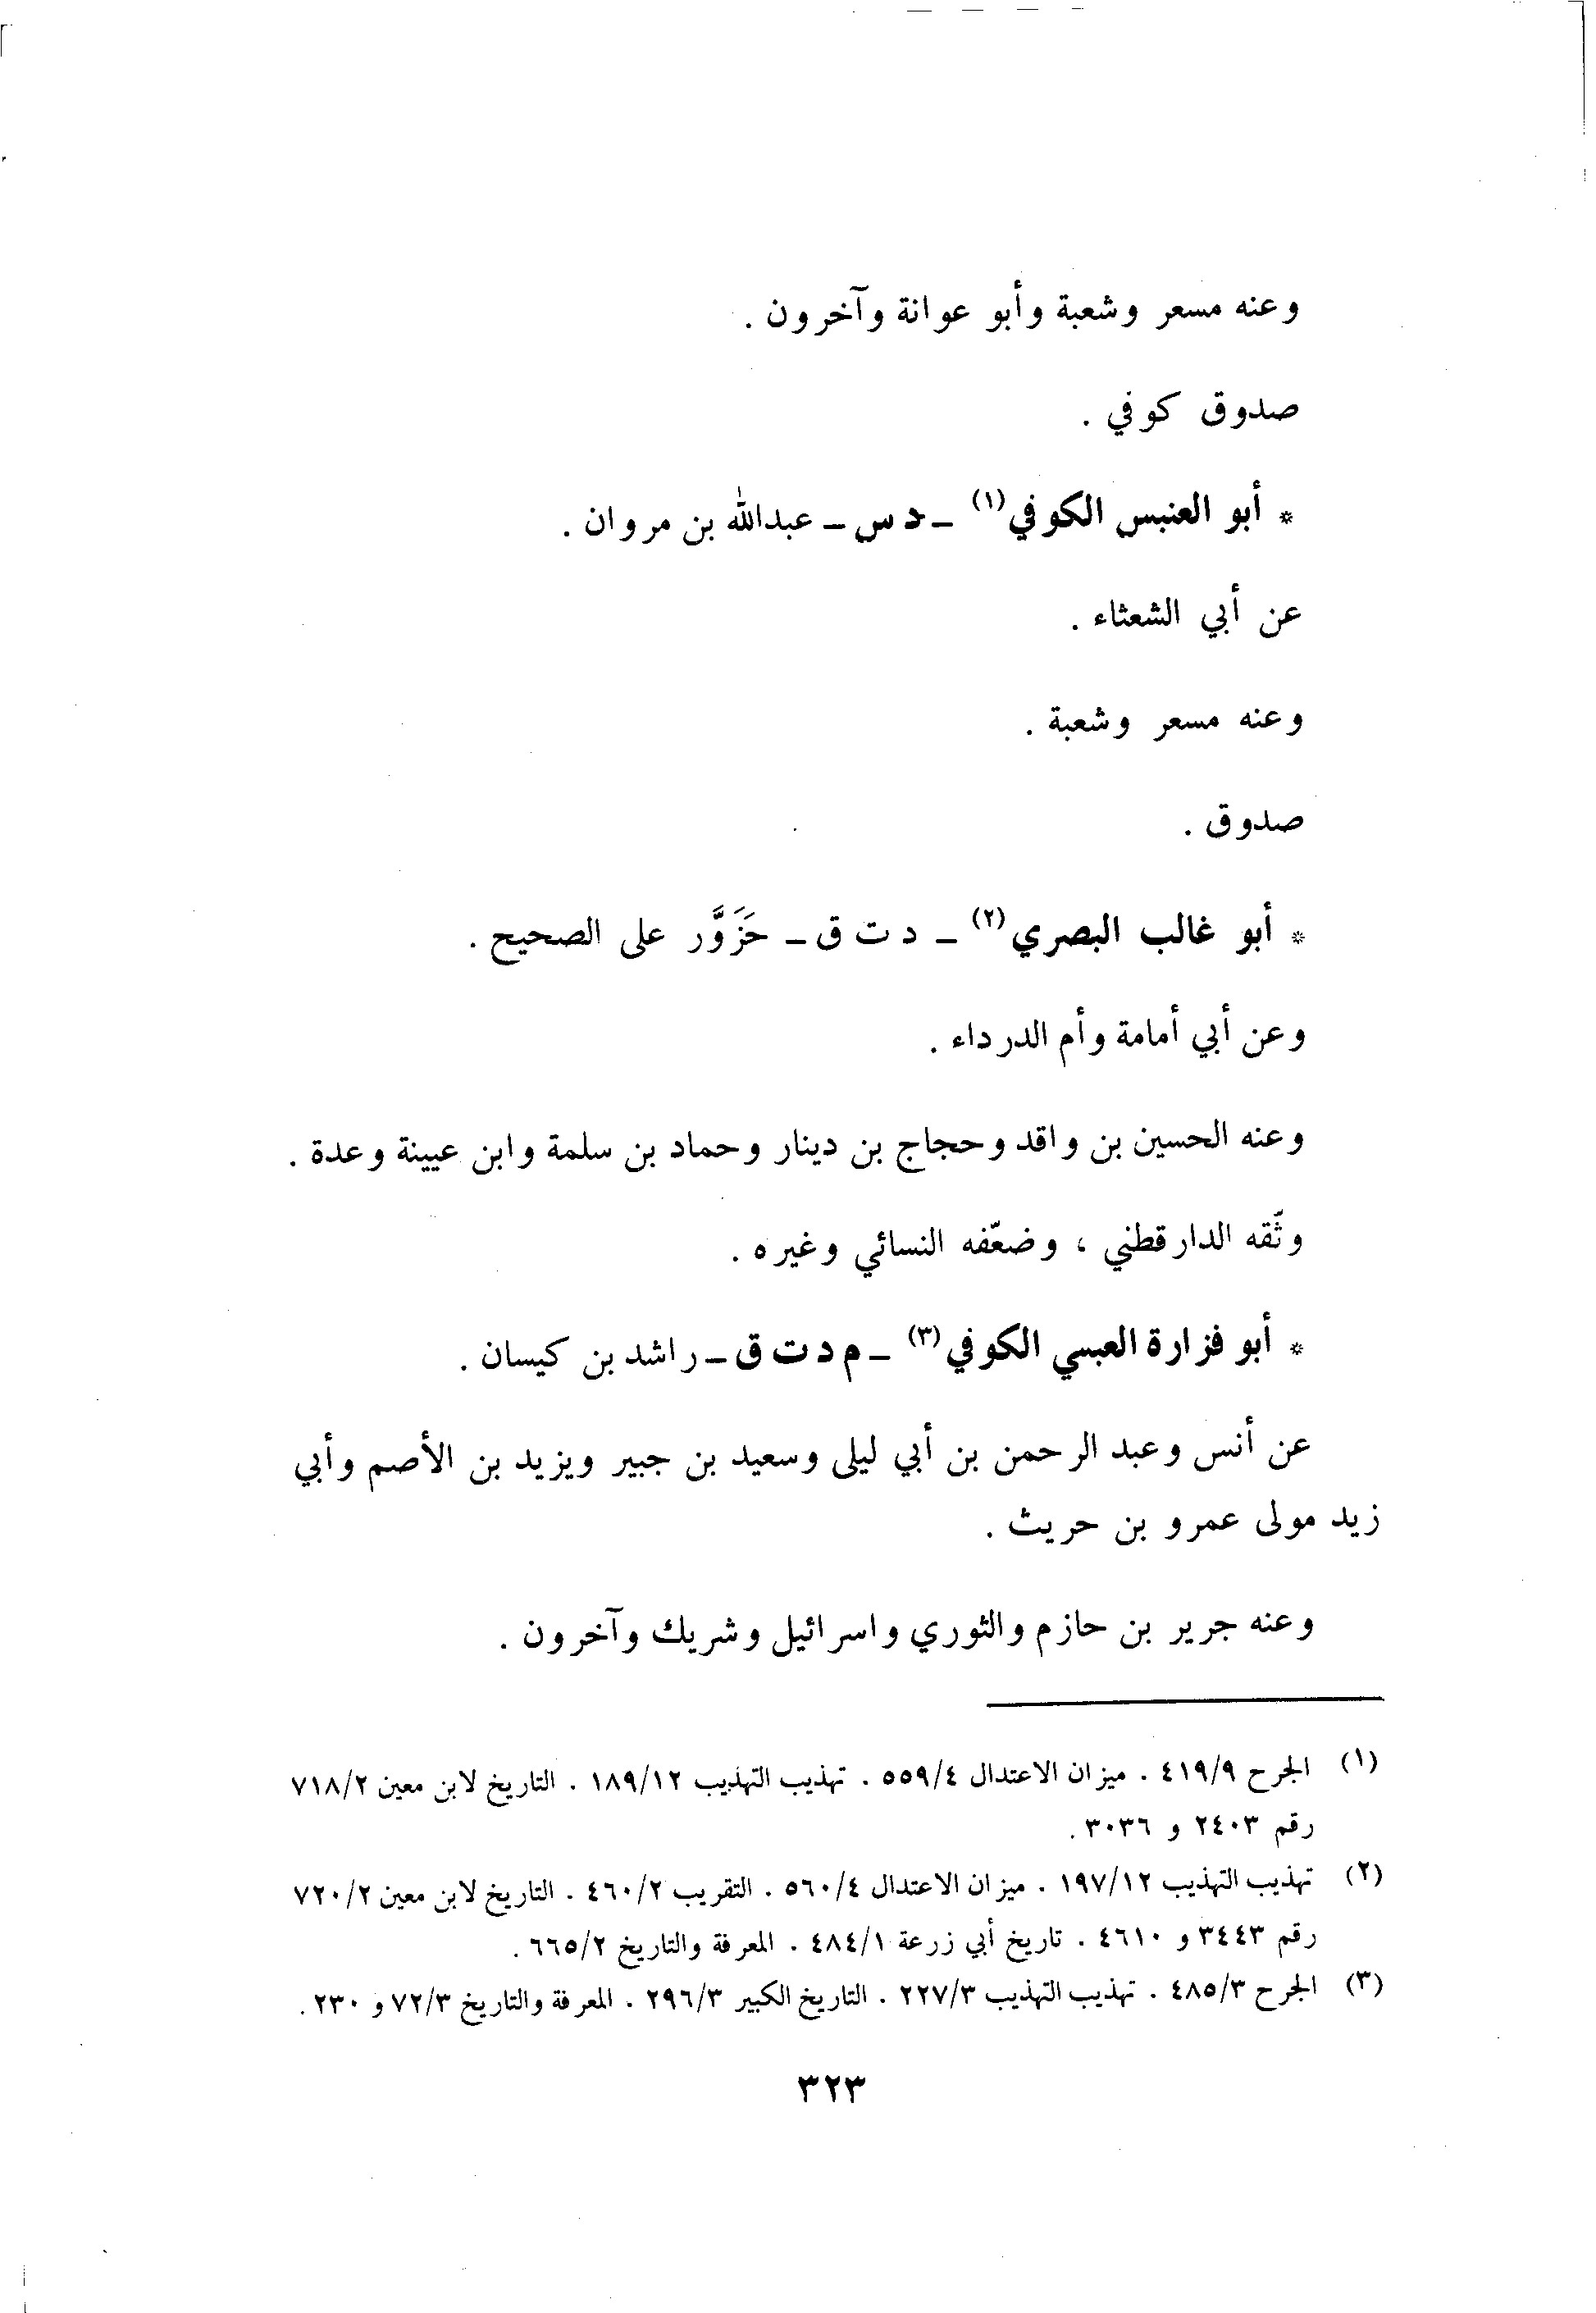 وعنه مسعر وشعبة وأبو عوانة وآخرون .
صدوق كوفي .
* أبو العنبس الكوفي (١) ـ د س ـ عبدالله بن مروان .
عن أبي الشعثاء .
وعنه مسعر وشعبة .
صدوق .
* أبو غالب البصري (٢) ـ د ت ق ـ حَزَوَّر على الصحيح .
وعن أبي أمامة وأم الدرداء .
وعنه الحسين بن واقد وحجاج بن دينار وحماد بن سلمة وابن عيينة وعدة .
وثّقه الدارقطني ، وضعّفه النسائي وغيره .
* أبو فزارة العبسي الكوفي (٣) ـ م د ت ق ـ راشد بن كيسان .
عن أنس وعبد الرحمن بن أبي ليلى وسعيد بن جبير ويزيد بن الأصم وأبي
زيد مولى عمرو بن حريث .
وعنه جرير بن حازم والثوري واسرائيل وشريك وآخرون .
(١) الجرح ٤١٩/٩ . ميزان الاعتدال ٥٥٩/٤ . تهذيب التهذيب ١٨٩/١٢ . التاريخ لابن معين ٧١٨/٢
رقم ٢٤٠٣ و ٣٠٣٦ .
(٢) تهذيب التهذيب ١٩٧/١٢ . ميزان الاعتدال ٥٦٠/٤ . التقريب ٤٦٠/٢ . التاريخ لابن معين ٧٢٠/٢
رقم ٣٤٤٣ و ٤٦١٠ . تاريخ أبي زرعة ٤٨٤/١ . المعرفة والتاريخ ٦٦٥/٢ .
(٣) الجرح ٤٨٥/٣ . تهذيب التهذيب ٢٢٧/٣ . التاريخ الكبير ٢٩٦/٣ . المعرفة والتاريخ ٧٢/٣ و ٢٣٠ .
٣٢٣